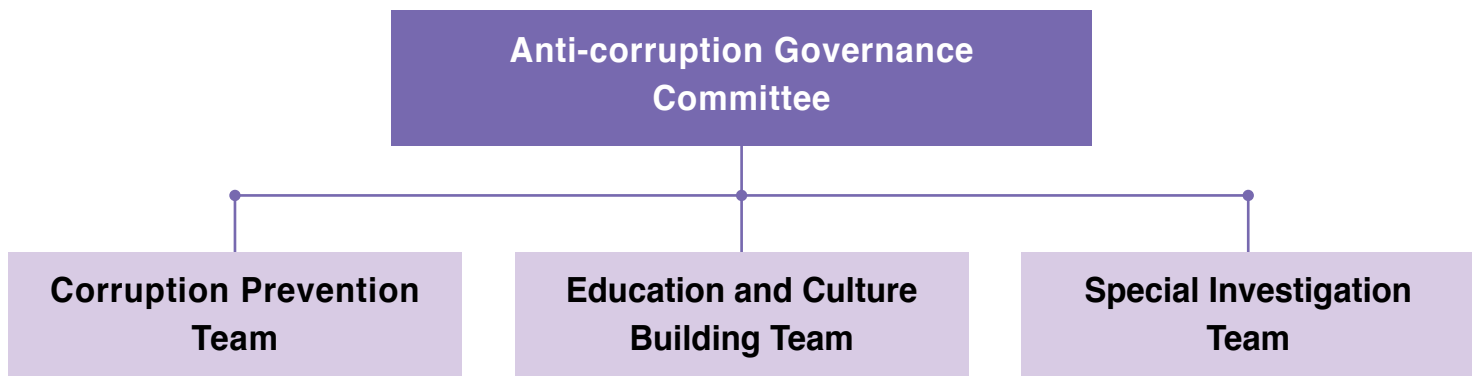 Anti-corruption Governance
Committee
Corruption Prevention
Team
Education and Culture
Building Team
Special Investigation
Team